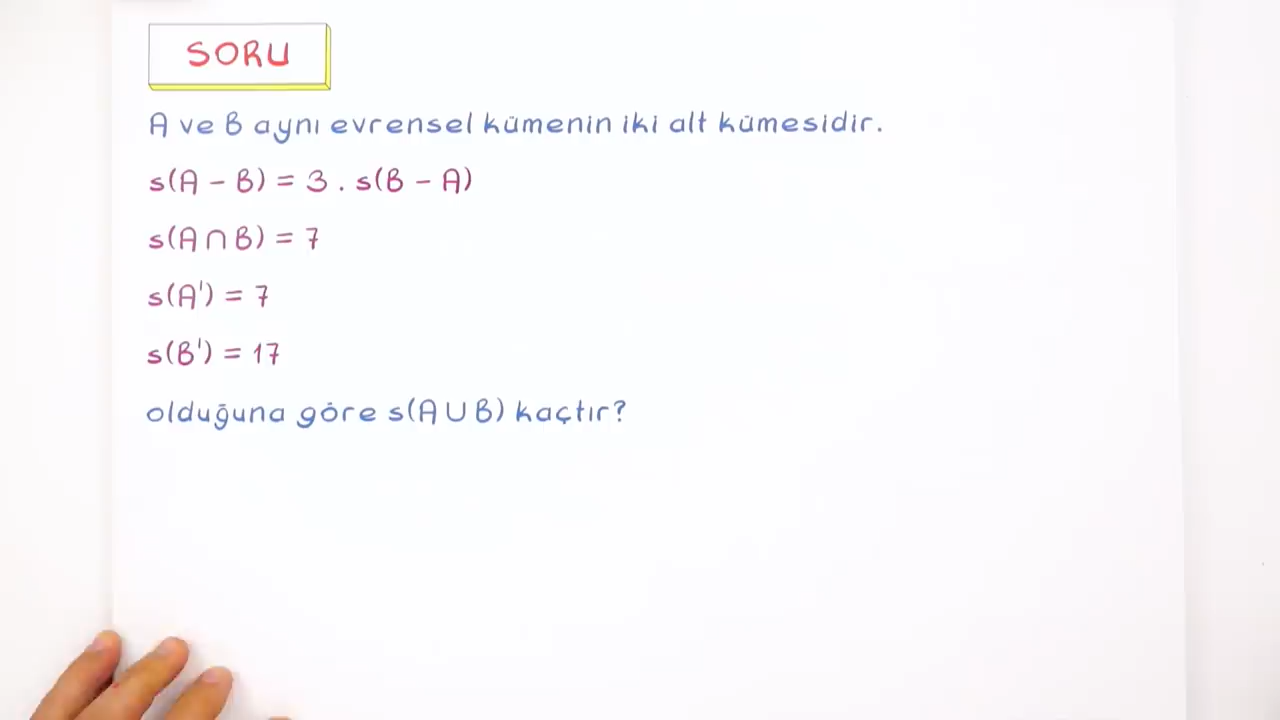 SORU
A ve B aynı evrensel kümenin iki alt kümesidir.
s(A - B) = 3 . s(B - A)
s(A ∩ B) = 7
s(A') = 7
s(B') = 17
olduğuna göre s(A ∪ B) kaçtır?